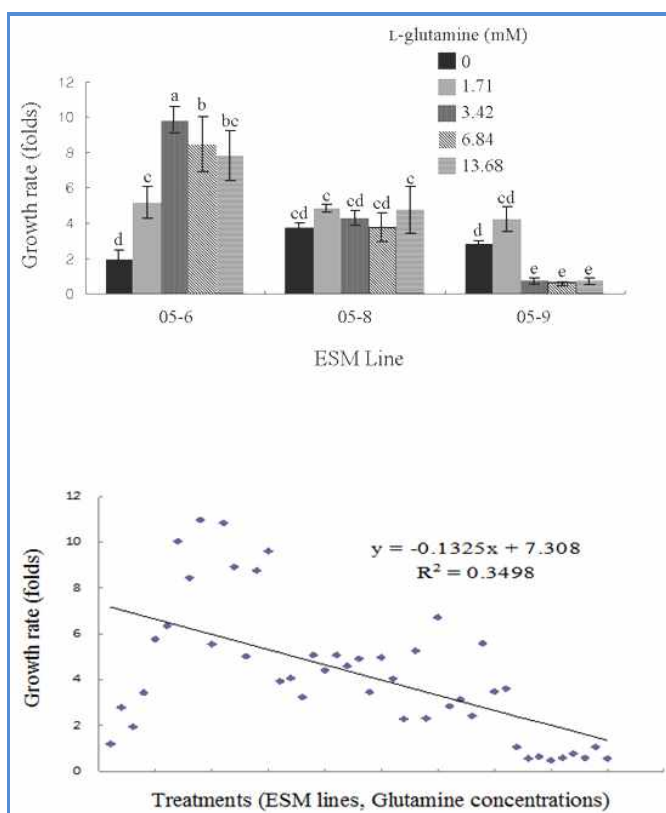 L-glutamine (mM)
0
1.71
3.42
6.84
13.68
Growth rate (folds)
12
10
8
6
4
2
0
d c a b bc
cd c cd cd c
d cd e e e
05-6 05-8 05-9
ESM Line
Growth rate (folds)
12
10
8
6
4
2
0
y = -0.1325x + 7.308
R² = 0.3498
Treatments (ESM lines, Glutamine concentrations)